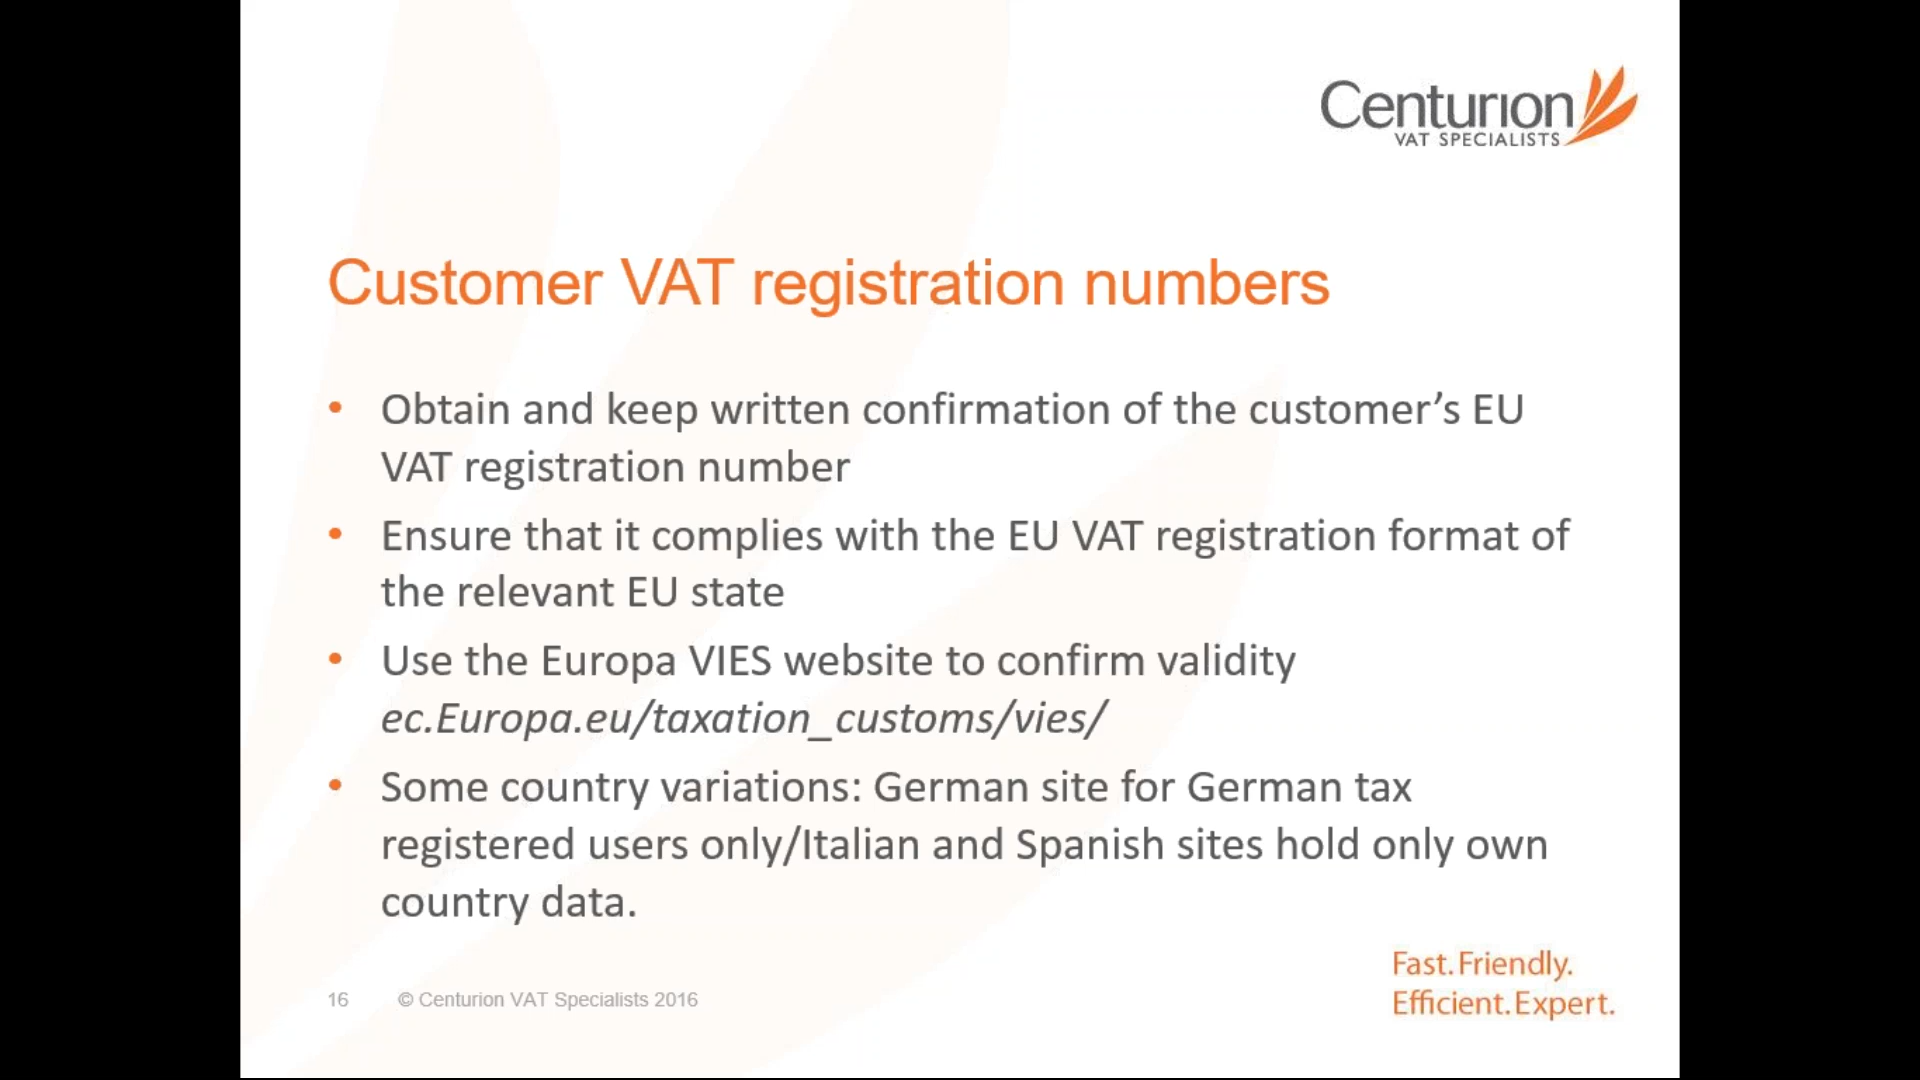 Centurion
VAT SPECIALISTS
Customer VAT registration numbers
• Obtain and keep written confirmation of the customer’s EU
VAT registration number
• Ensure that it complies with the EU VAT registration format of
the relevant EU state
• Use the Europa VIES website to confirm validity
ec.Europa.eu/taxation_customs/vies/
• Some country variations: German site for German tax
registered users only/Italian and Spanish sites hold only own
country data.
Fast. Friendly.
Efficient. Expert.
16 © Centurion VAT Specialists 2016